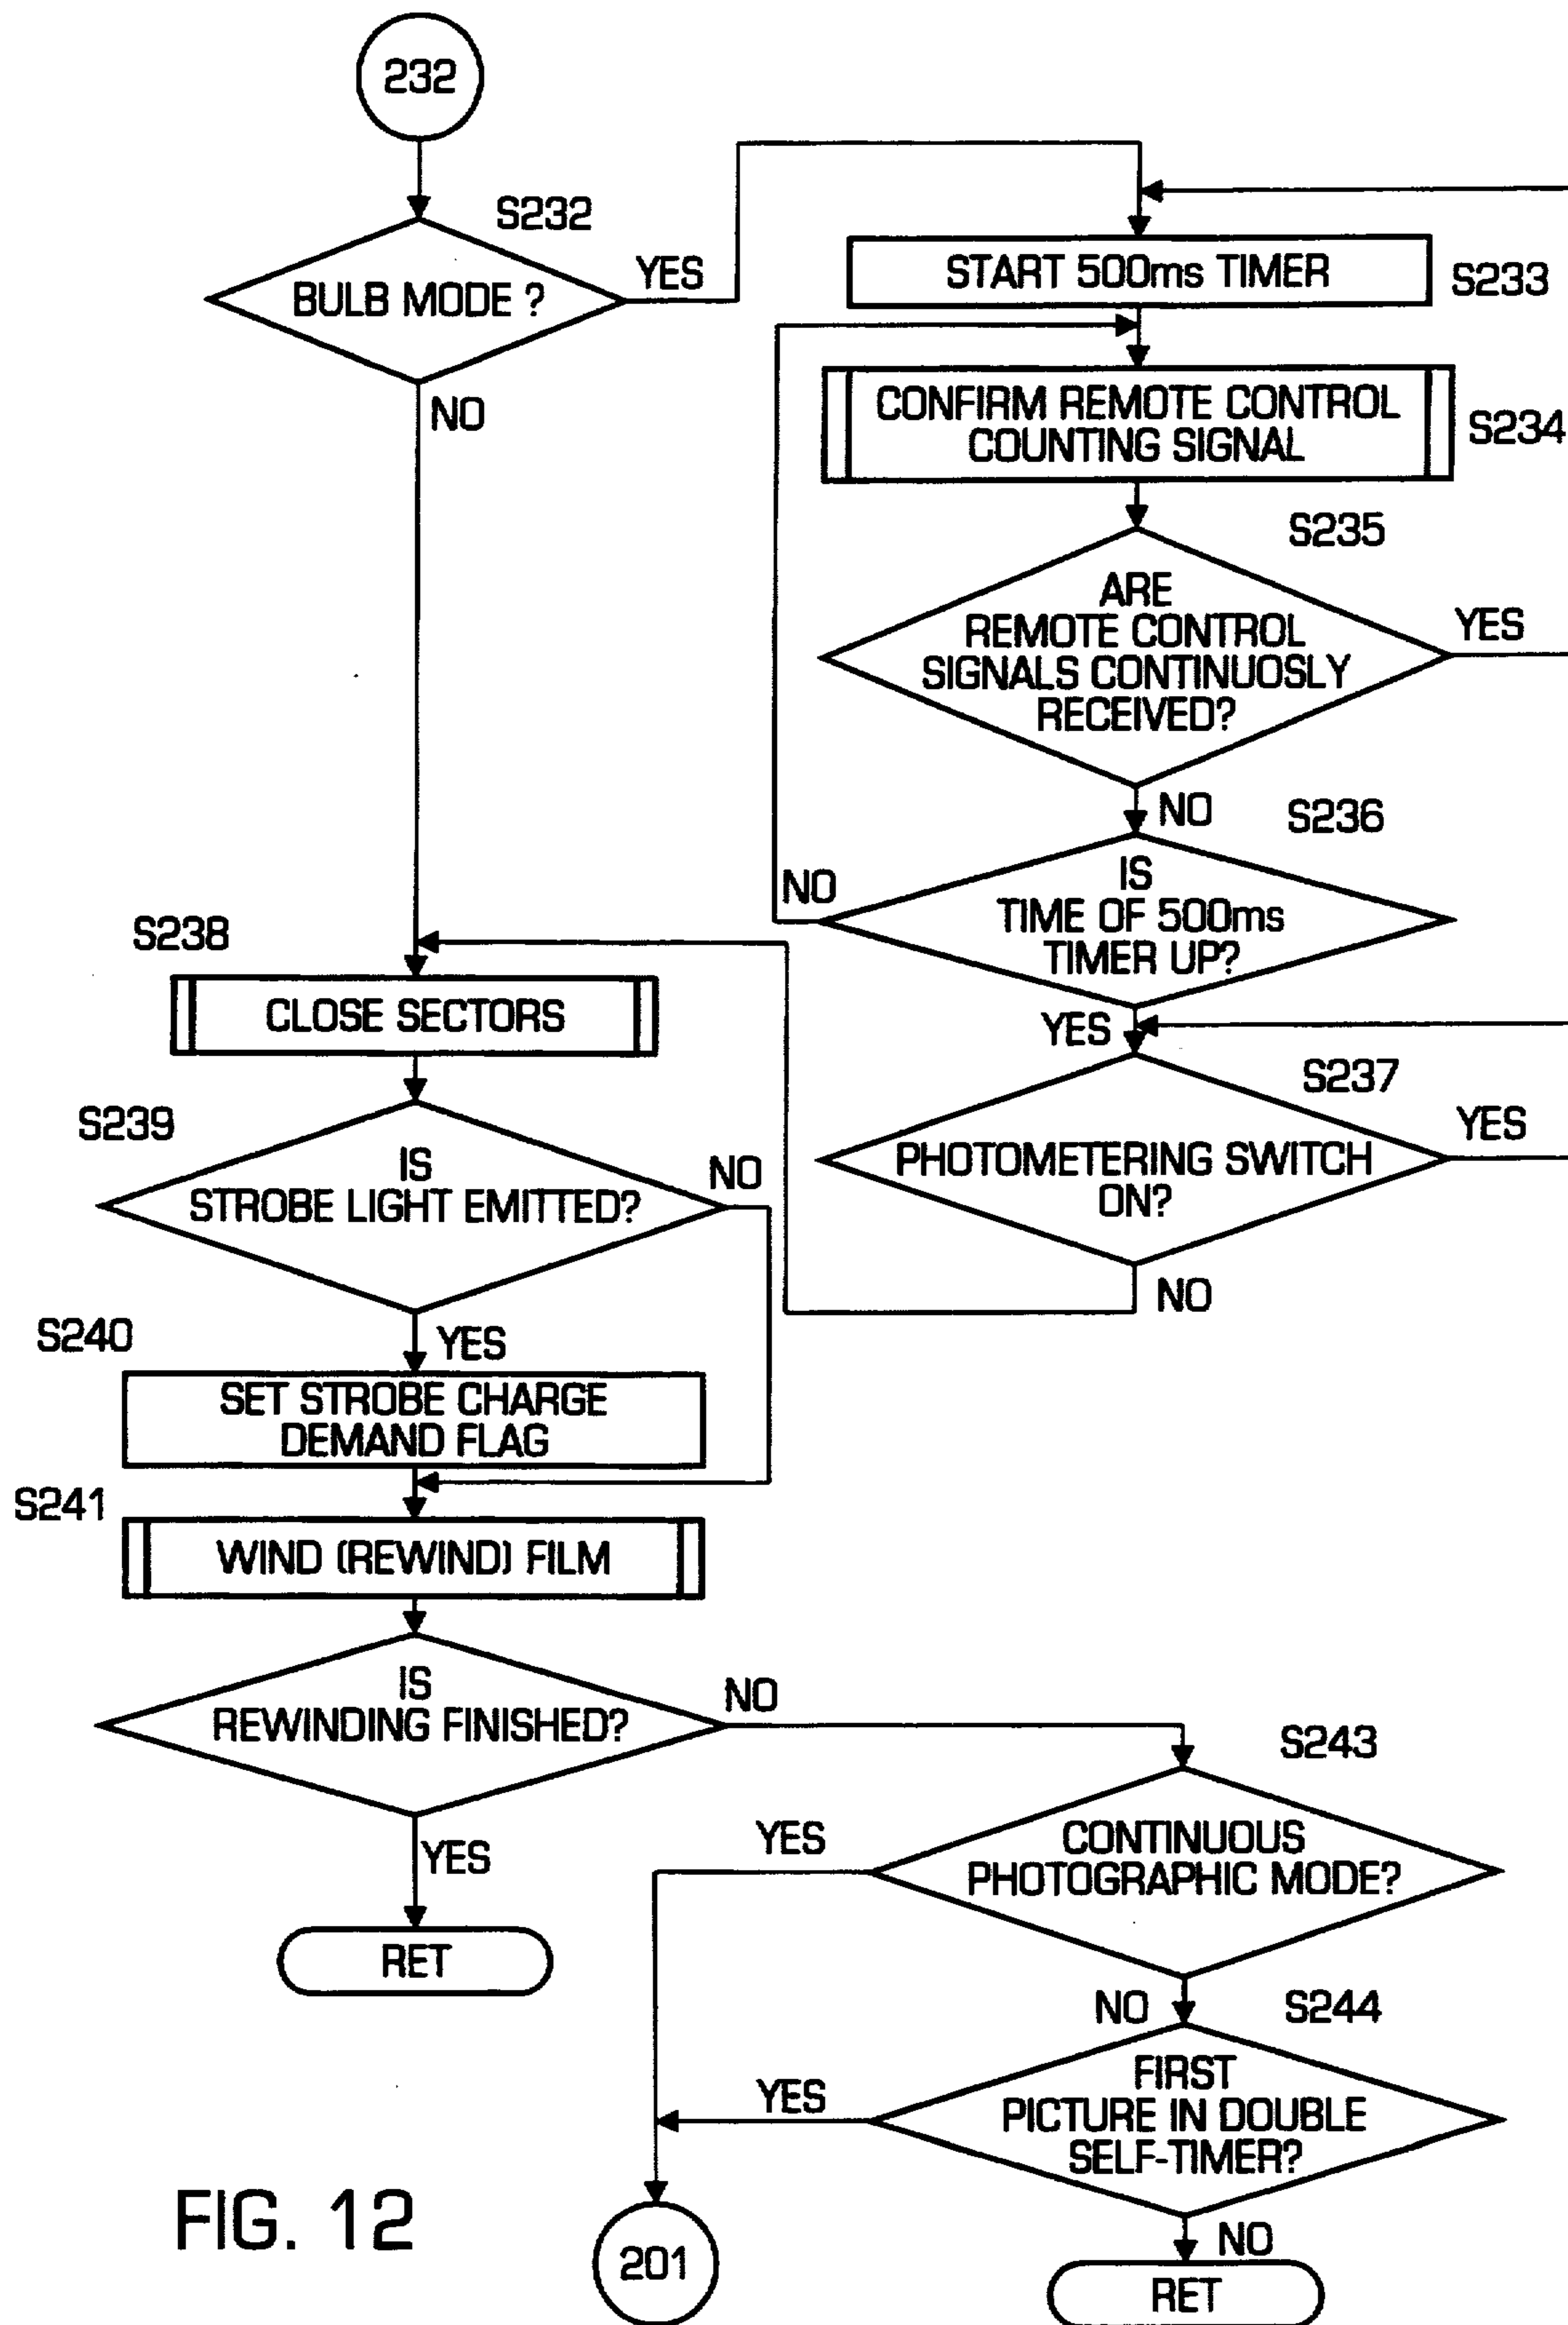 232
S232
BULB MODE ?
YES
NO
START 500ms TIMER
S233
CONFIRM REMOTE CONTROL
COUNTING SIGNAL
S234
S235
ARE
REMOTE CONTROL
SIGNALS CONTINUOSLY
RECEIVED?
YES
NO
S236
IS
TIME OF 500ms
TIMER UP?
NO
YES
S237
PHOTOMETERING SWITCH
ON?
YES
NO
S238
CLOSE SECTORS
S239
IS
STROBE LIGHT EMITTED?
NO
YES
S240
SET STROBE CHARGE
DEMAND FLAG
S241
WIND (REWIND) FILM
IS
REWINDING FINISHED?
NO
YES
RET
S243
CONTINUOUS
PHOTOGRAPHIC MODE?
YES
NO
S244
FIRST
PICTURE IN DOUBLE
SELF-TIMER?
YES
NO
RET
201
FIG. 12